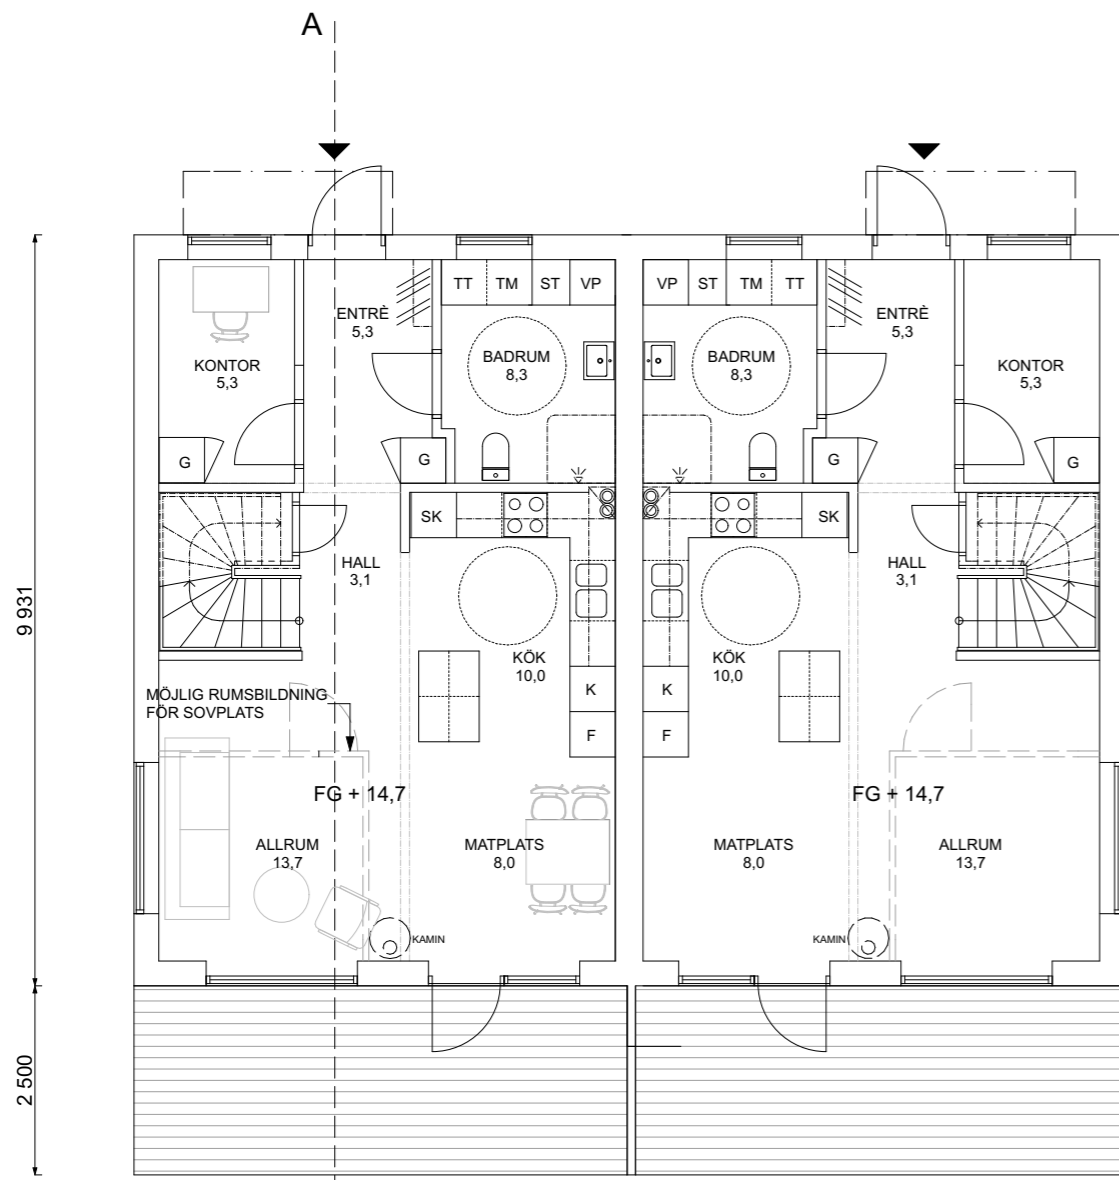 A
TT TM ST VP
VP ST TM TT
ENTRÈ
5,3
ENTRÈ
5,3
BADRUM
8,3
BADRUM
8,3
KONTOR
5,3
KONTOR
5,3
G
G
G
G
SK
SK
HALL
3,1
HALL
3,1
9 931
KÖK
10,0
KÖK
10,0
K
K
MÖJLIG RUMSBILDNING
FÖR SOVPLATS
F
F
FG + 14,7
FG + 14,7
ALLRUM
13,7
MATPLATS
8,0
MATPLATS
8,0
ALLRUM
13,7
KAMIN
KAMIN
2 500